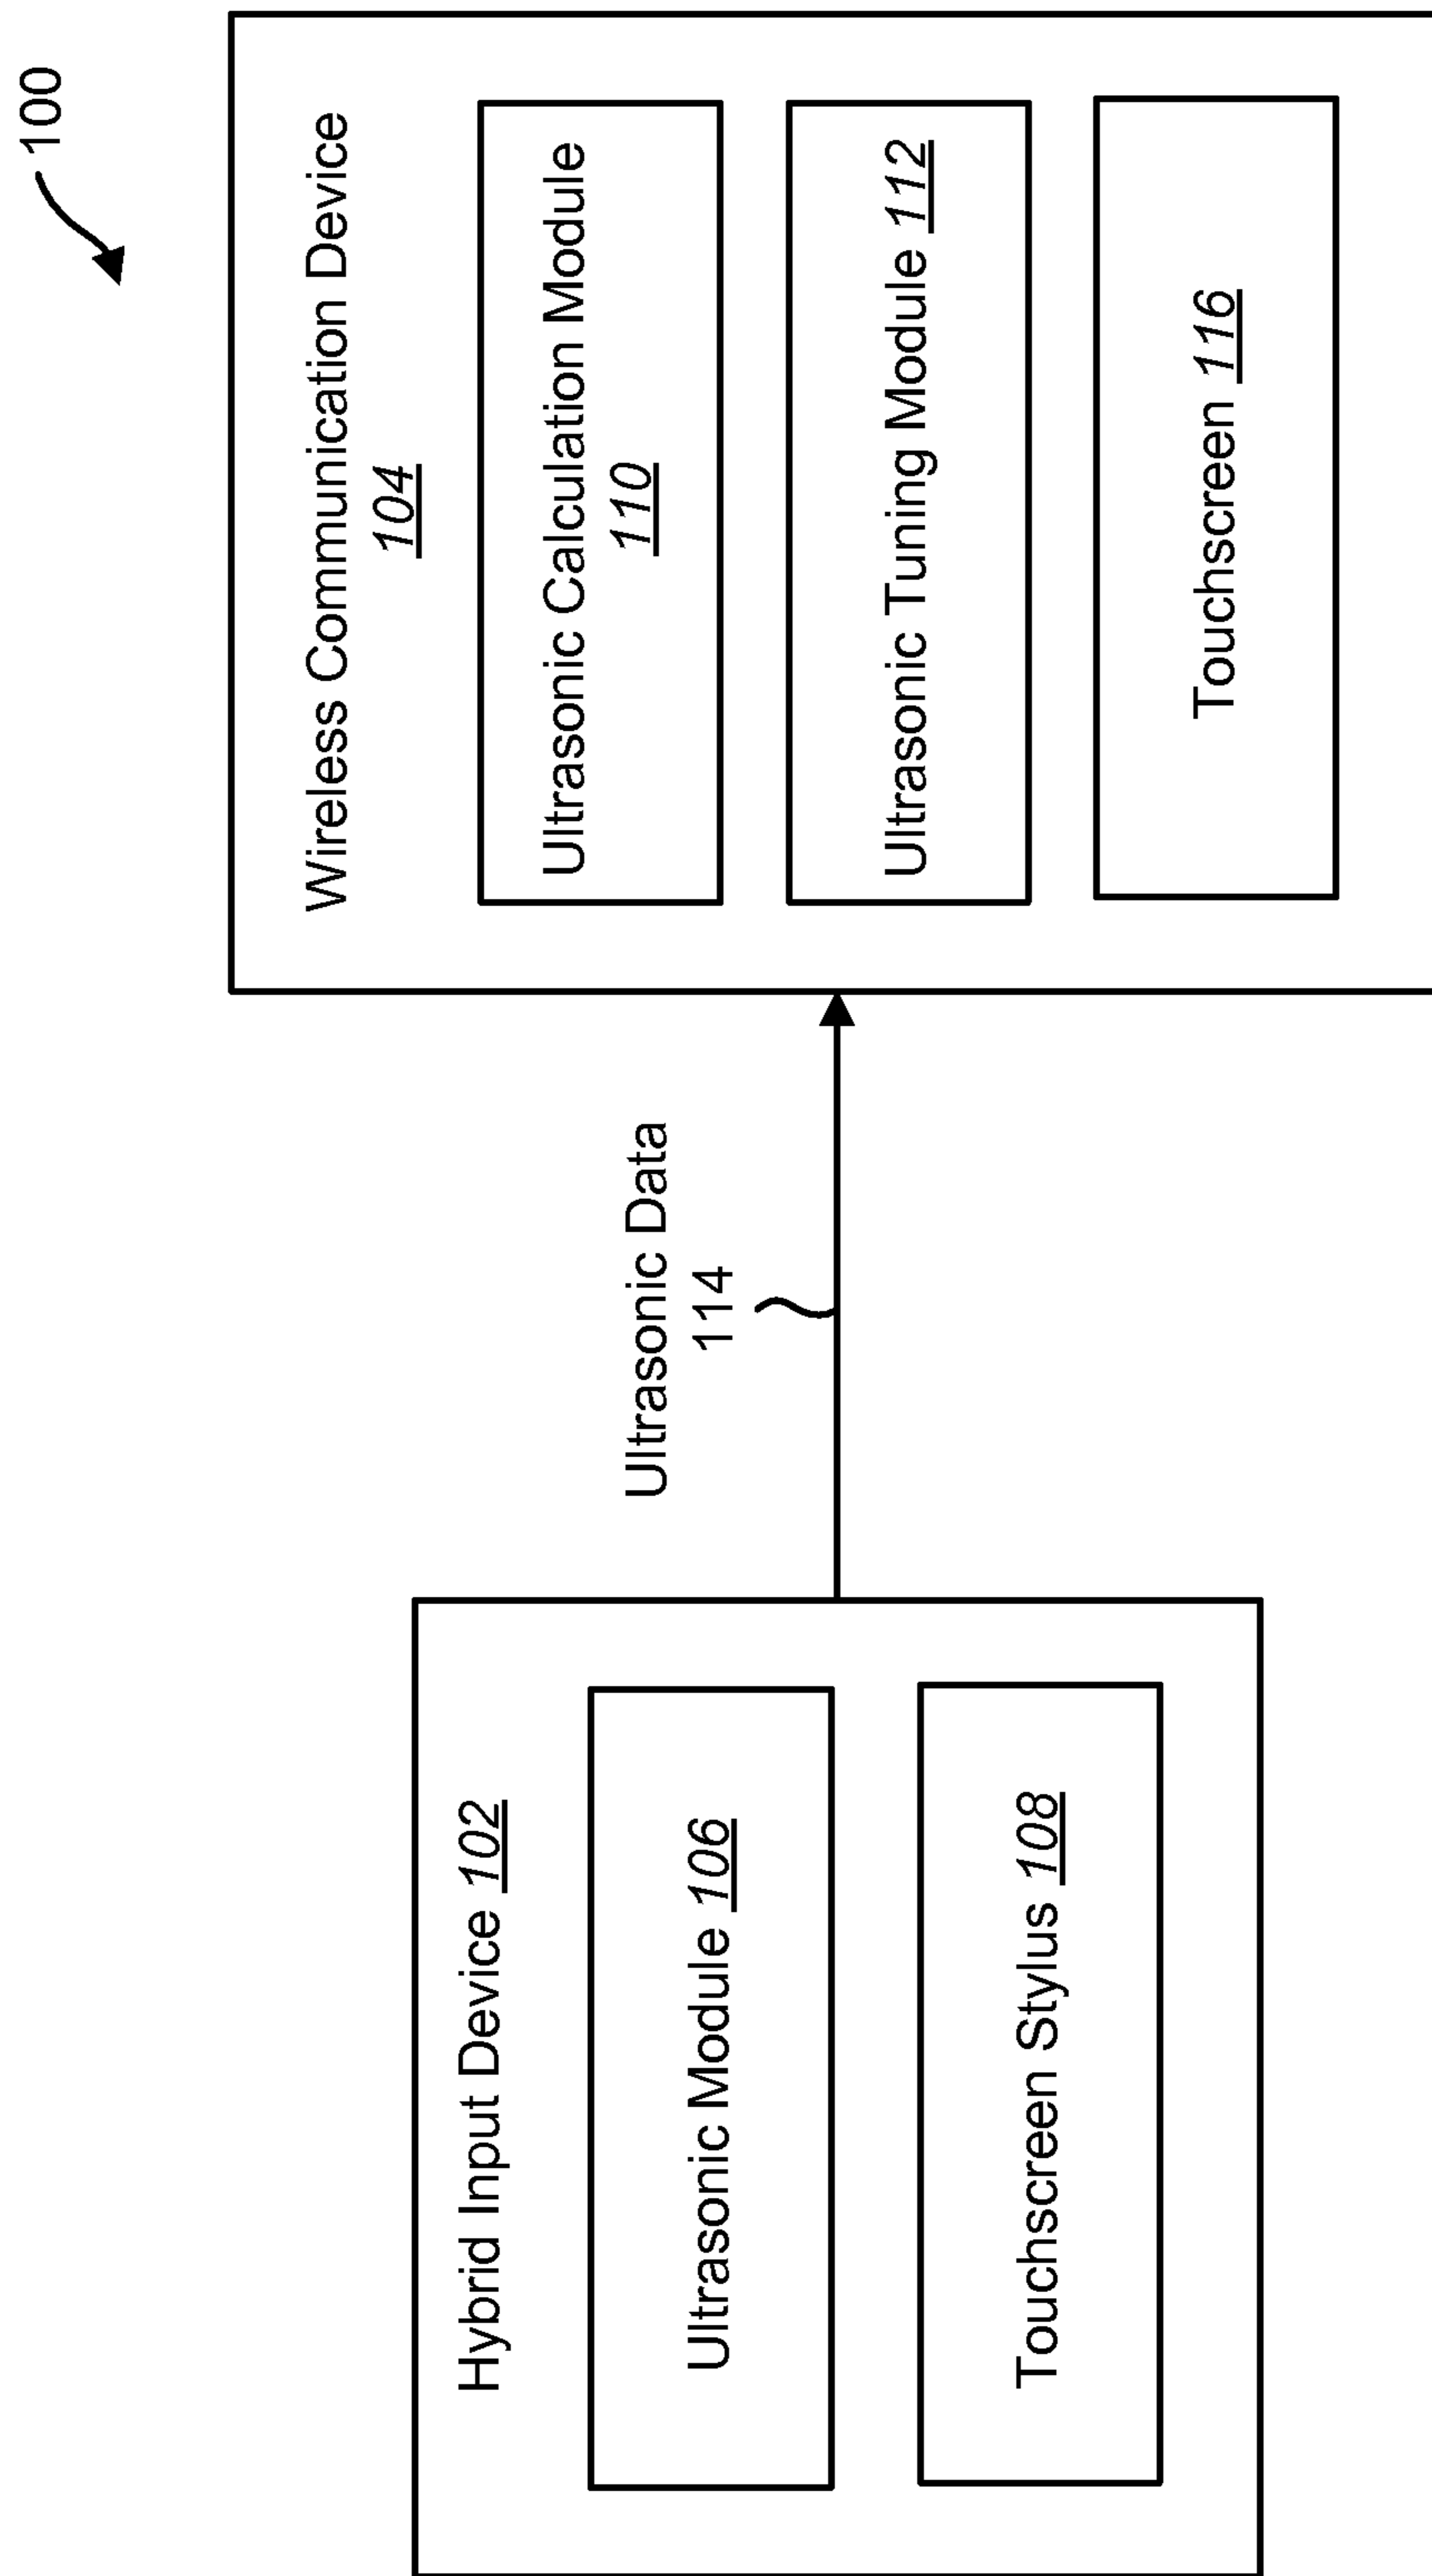 100
Hybrid Input Device 102
Ultrasonic Module 106
Touchscreen Stylus 108
Ultrasonic Data
114
Wireless Communication Device
104
Ultrasonic Calculation Module
110
Ultrasonic Tuning Module 112
Touchscreen 116